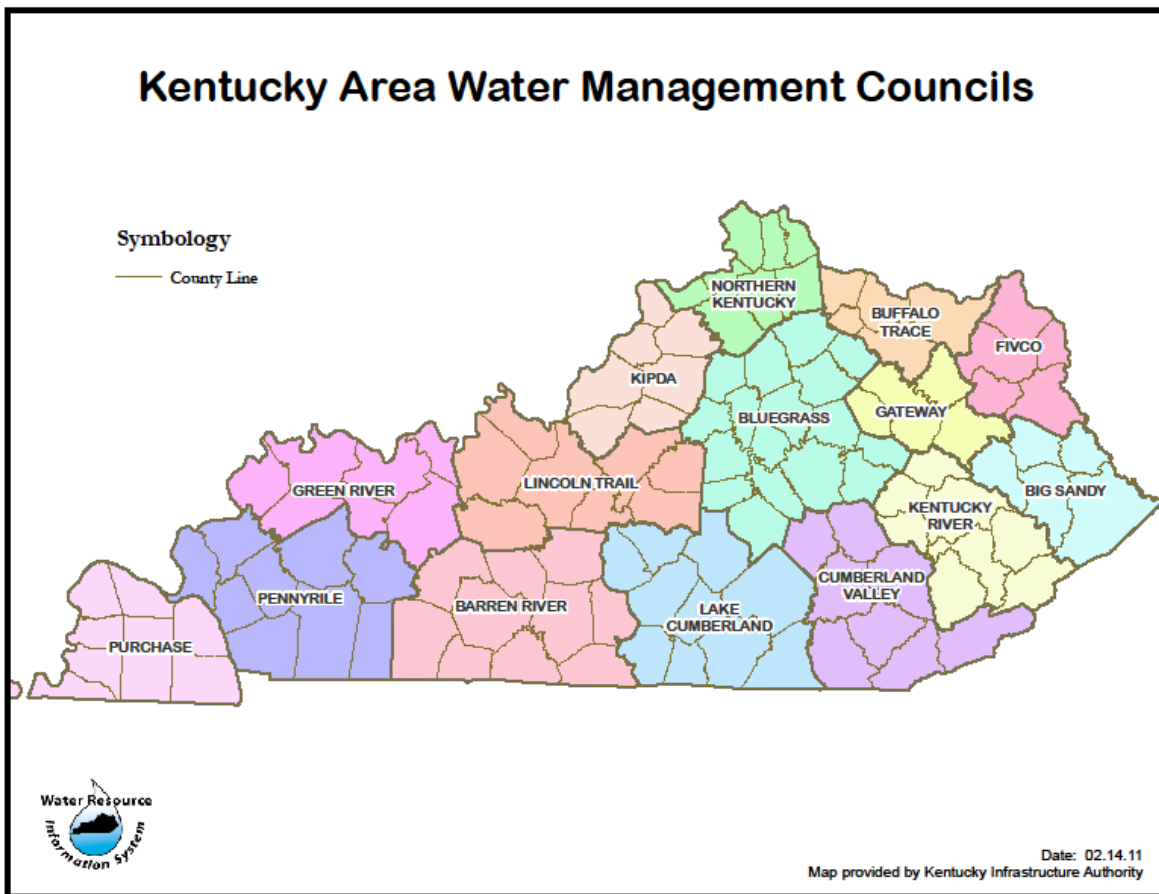 Kentucky Area Water Management Councils
Symbology
County Line
NORTHERN
KENTUCKY
BUFFALO
TRACE
FIVCO
KIPDA
BLUEGRASS
GATEWAY
GREEN RIVER
LINCOLN TRAIL
BIG SANDY
KENTUCKY
RIVER
PENNYRILE
BARREN RIVER
LAKE
CUMBERLAND
CUMBERLAND
VALLEY
PURCHASE
Water Resource
Information System
Date: 02.14.11
Map provided by Kentucky Infrastructure Authority